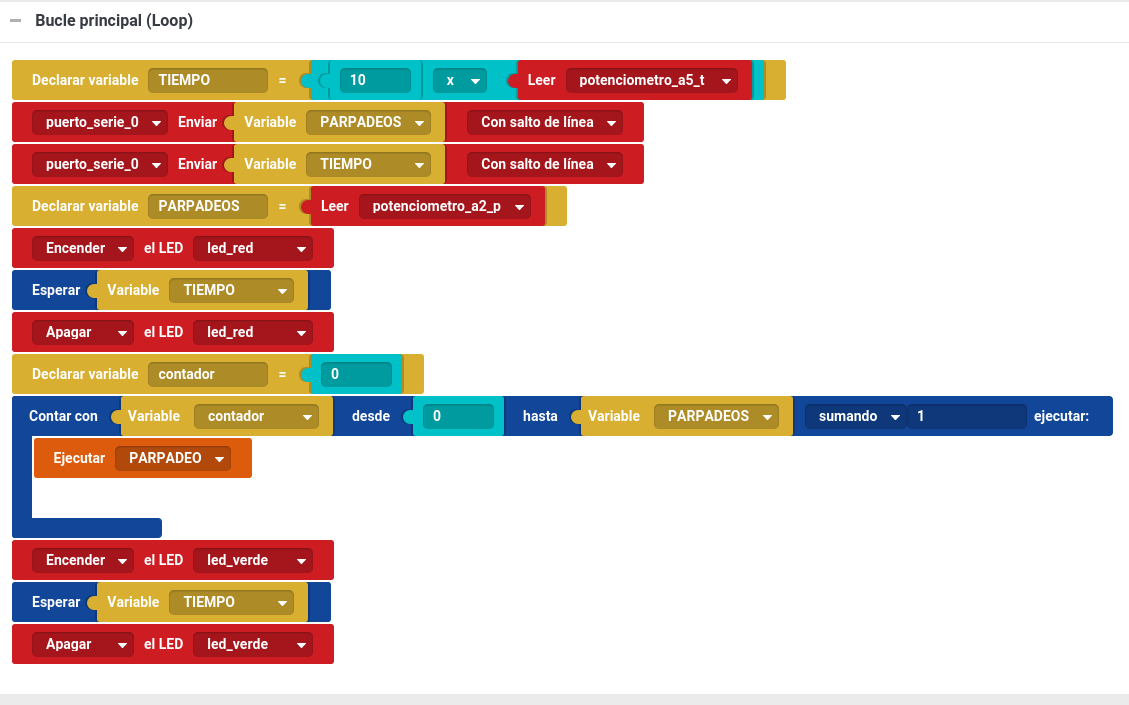 Bucle principal (Loop)
Declarar variable TIEMPO = 10 x Leer potenciometro_a5_t
puerto_serie_0 Enviar Variable PARPADEOS Con salto de línea
puerto_serie_0 Enviar Variable TIEMPO Con salto de línea
Declarar variable PARPADEOS = Leer potenciometro_a2_p
Encender el LED led_red
Esperar Variable TIEMPO
Apagar el LED led_red
Declarar variable contador = 0
Contar con Variable contador desde 0 hasta Variable PARPADEOS sumando 1 ejecutar:
Ejecutar PARPADEO
Encender el LED led_verde
Esperar Variable TIEMPO
Apagar el LED led_verde